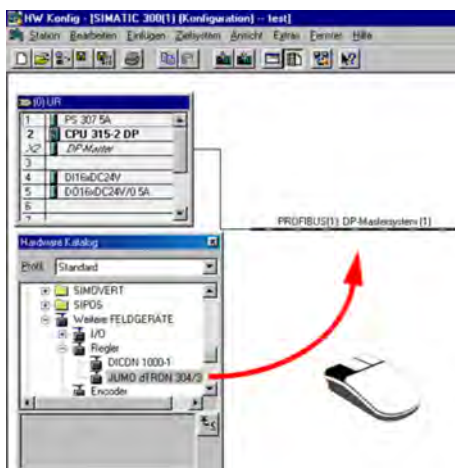 HW Konfig - [SIMATIC 300(1) (Konfiguration) -- test]
Station Bearbeiten Einfügen Zielsystem Ansicht Extras Fenster Hilfe
(0) UR
1 PS 307 5A
2 CPU 315-2 DP
X2 DP-Master
3
4 DI16xDC24V
5 DO16xDC24V/0.5A
6
7
PROFIBUS(1): DP-Mastersystem (1)
Hardware Katalog
Profil: Standard
SIMOVERT
SIPOS
Weitere FELDGERÄTE
I/O
Regler
DICON 1000-1
JUMO dTRON 304/3
Encoder